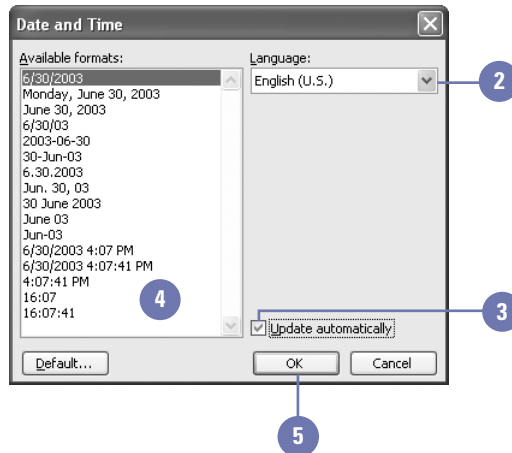 Date and Time
Available formats:
Language:
6/30/2003
Monday, June 30, 2003
June 30, 2003
6/30/03
2003-06-30
30-Jun-03
6.30.2003
Jun. 30, 03
30 June 2003
June 03
Jun-03
6/30/2003 4:07 PM
6/30/2003 4:07:41 PM
4:07:41 PM
16:07
16:07:41
4
English (U.S.)
2
Update automatically
3
Default...
OK
Cancel
5